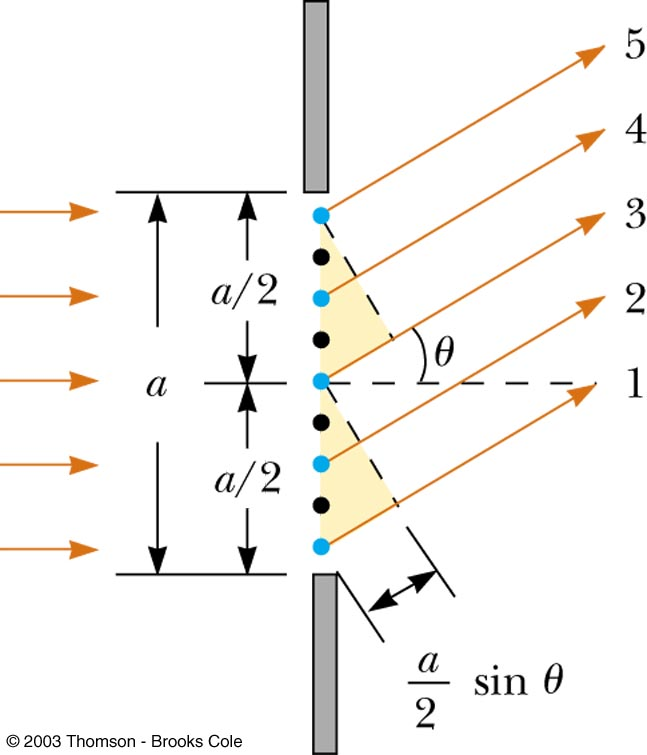 5
4
a/2
3
θ
2
a
1
a/2
a
2
sin θ
© 2003 Thomson - Brooks Cole